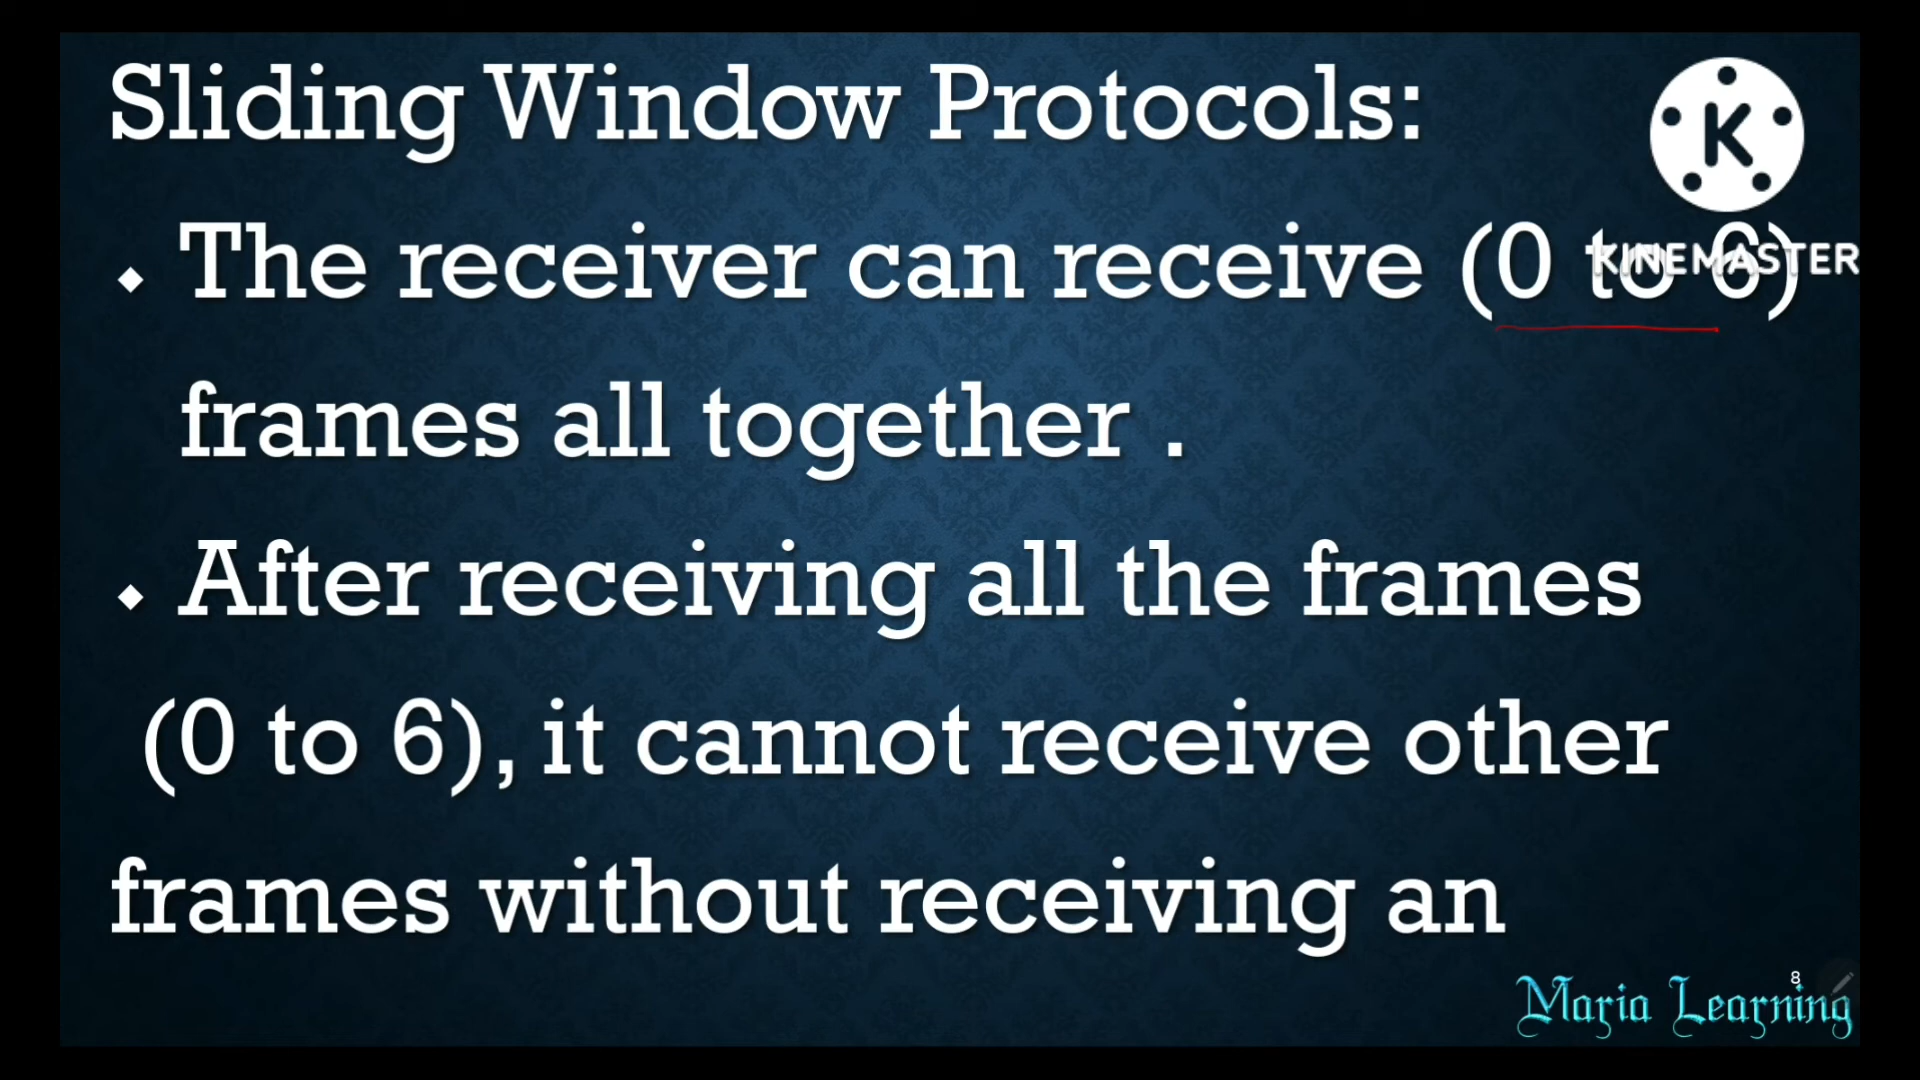 Sliding Window Protocols:
K
KINEMASTER
The receiver can receive (0 to 6)
frames all together .
After receiving all the frames
(0 to 6), it cannot receive other
frames without receiving an
8
Maria Learning